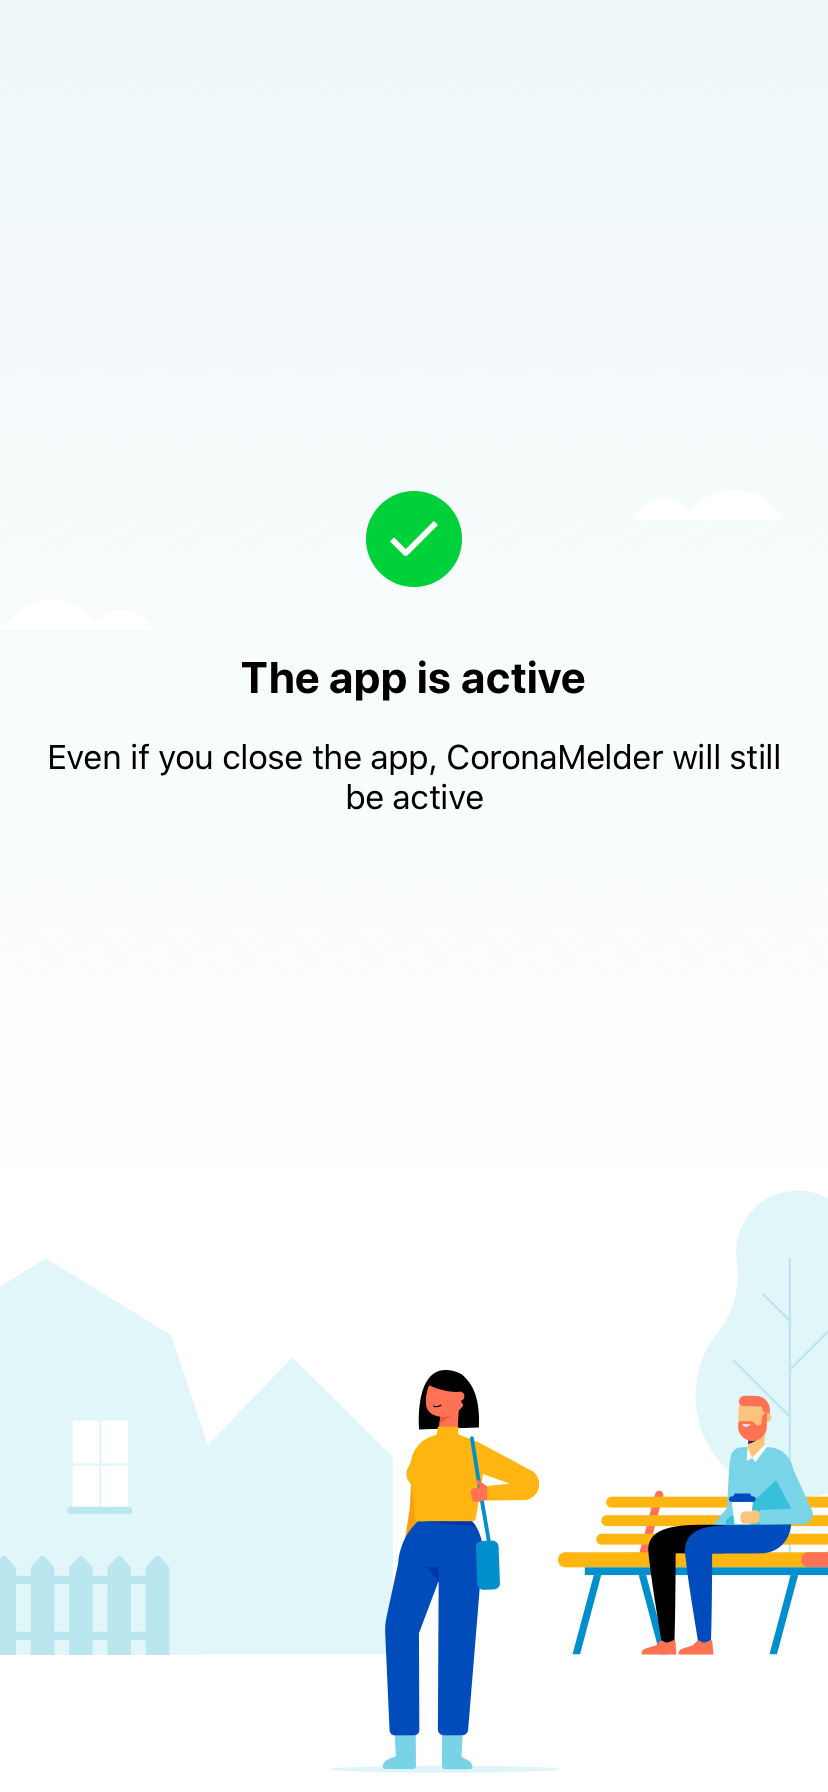 The app is active
Even if you close the app, CoronaMelder will still
be active